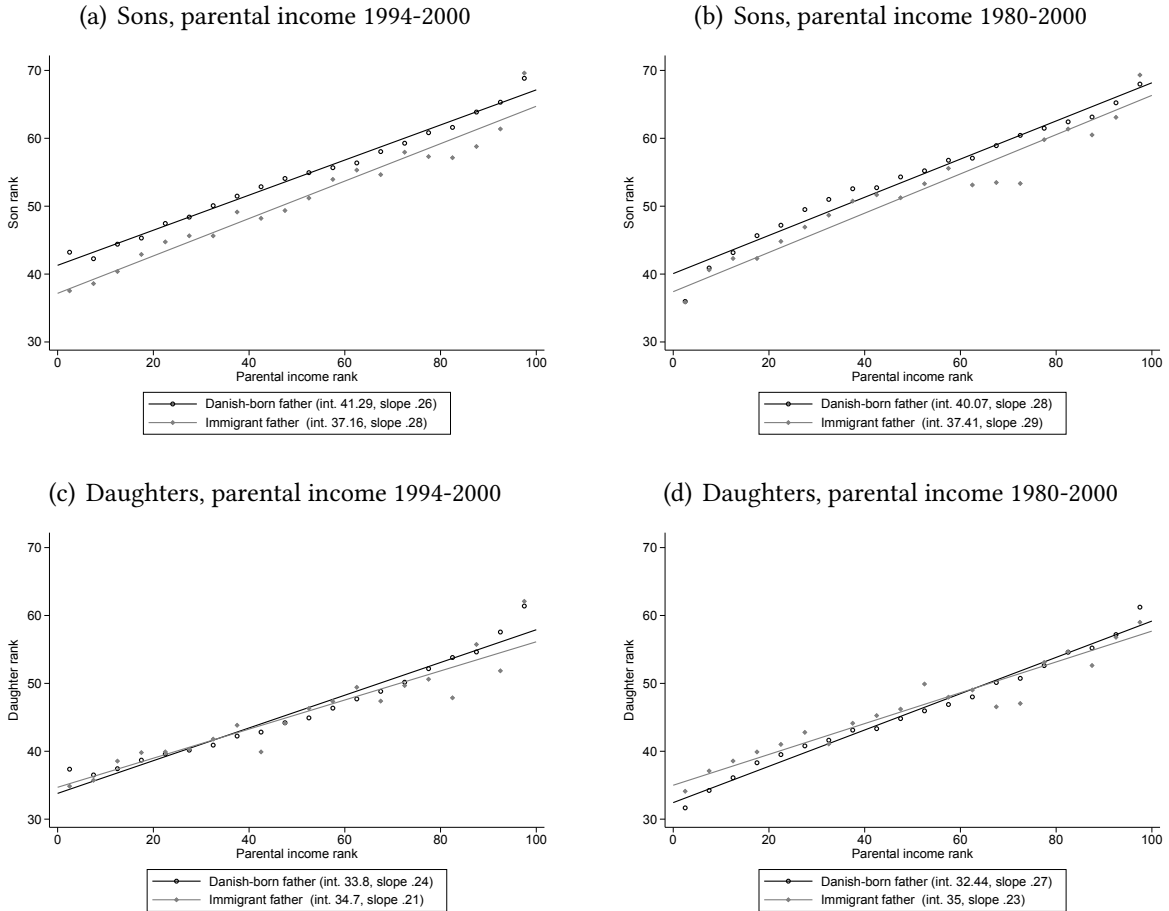 (a) Sons, parental income 1994-2000
70
60
50
40
30
Son rank
0 20 40 60 80 100
Parental income rank
Danish-born father (int. 41.29, slope .26)
Immigrant father (int. 37.16, slope .28)
(b) Sons, parental income 1980-2000
70
60
50
40
30
Son rank
0 20 40 60 80 100
Parental income rank
Danish-born father (int. 40.07, slope .28)
Immigrant father (int. 37.41, slope .29)
(c) Daughters, parental income 1994-2000
70
60
50
40
30
Daughter rank
0 20 40 60 80 100
Parental income rank
Danish-born father (int. 33.8, slope .24)
Immigrant father (int. 34.7, slope .21)
(d) Daughters, parental income 1980-2000
70
60
50
40
30
Daughter rank
0 20 40 60 80 100
Parental income rank
Danish-born father (int. 32.44, slope .27)
Immigrant father (int. 35, slope .23)